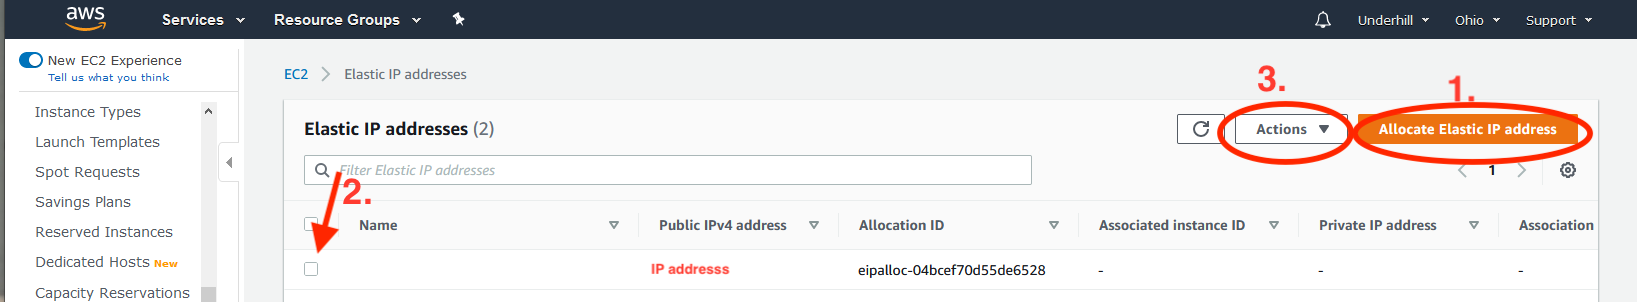 aws Services Resource Groups Underhill Ohio Support
New EC2 Experience
Tell us what you think
Instance Types
Launch Templates
Spot Requests
Savings Plans
Reserved Instances
Dedicated Hosts New
Capacity Reservations
EC2 > Elastic IP addresses
3. 1.
Elastic IP addresses (2) Actions Allocate Elastic IP address
Filter Elastic IP addresses < 1 >
2.
Name Public IPv4 address Allocation ID Associated instance ID Private IP address Association
IP addresss eipalloc-04bcef70d55de6528 - - -